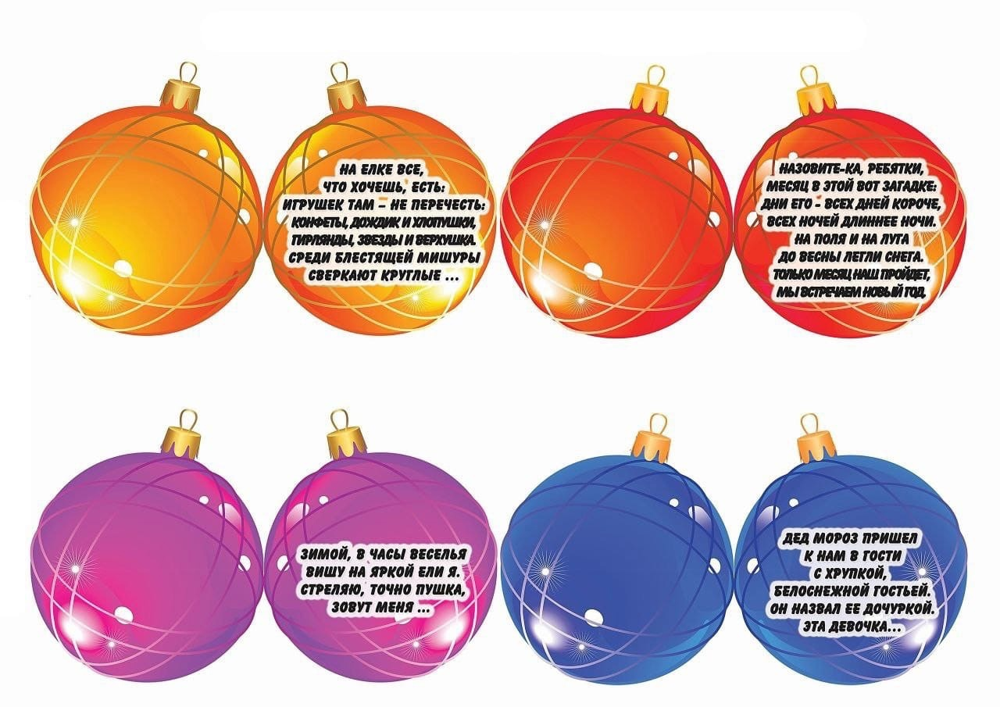 НА ЕЛКЕ ВСЕ,
ЧТО ХОЧЕШЬ, ЕСТЬ:
ИГРУШЕК ТАМ – НЕ ПЕРЕЧЕСТЬ:
КОНФЕТЫ, ДОЖДИК И ХЛОПУШКИ,
ГИРЛЯНДЫ, ЗВЕЗДЫ И ВЕРХУШКА.
СРЕДИ БЛЕСТЯЩЕЙ МИШУРЫ
СВЕРКАЮТ КРУГЛЫЕ ...
НАЗОВИТЕ-КА, РЕБЯТКИ,
МЕСЯЦ В ЭТОЙ ВОТ ЗАГАДКЕ:
ДНИ ЕГО - ВСЕХ ДНЕЙ КОРОЧЕ,
ВСЕХ НОЧЕЙ ДЛИННЕЕ НОЧИ.
НА ПОЛЯ И НА ЛУГА
ДО ВЕСНЫ ЛЕГЛИ СНЕГА.
ТОЛЬКО МЕСЯЦ НАШ ПРОЙДЕТ,
МЫ ВСТРЕЧАЕМ НОВЫЙ ГОД.
ЗИМОЙ, В ЧАСЫ ВЕСЕЛЬЯ
ВИШУ НА ЯРКОЙ ЕЛИ Я.
СТРЕЛЯЮ, ТОЧНО ПУШКА,
ЗОВУТ МЕНЯ ...
ДЕД МОРОЗ ПРИШЕЛ
К НАМ В ГОСТИ
С ХРУПКОЙ,
БЕЛОСНЕЖНОЙ ГОСТЬЕЙ.
ОН НАЗВАЛ ЕЕ ДОЧУРКОЙ.
ЭТА ДЕВОЧКА...